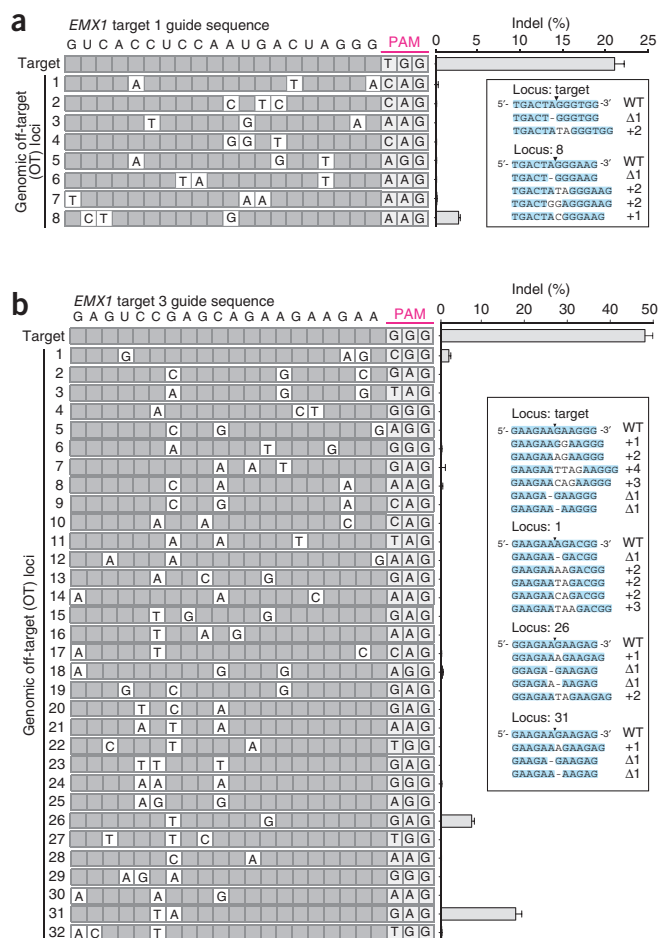 a
EMX1 target 1 guide sequence
G U C A C C U C C A A U G A C U A G G G PAM
Indel (%)
0 5 10 15 20 25
Target T G G
Genomic off-target (OT) loci
1 A T A C A G
2 C T C C A G
3 T G A A A G
4 G G T C A G
5 A G T A G G
6 T A T A A G
7 T A A A A G
8 C T G A A G
Locus: target
5'- TGACTAGGGTGG -3' WT
TGACT-GGGTGG Δ1
TGACTATAGGGTGG +2
Locus: 8
5'- TGACTAGGGAAG -3' WT
TGACT-GGGAAG Δ1
TGACTATAGGGAAG +2
TGACTGGAGGGAAG +2
TGACTACGGGAAG +1
b
EMX1 target 3 guide sequence
G A G U C C G A G C A G A A G A A G A A PAM
Indel (%)
0 10 20 30 40 50
Target G G G
Genomic off-target (OT) loci
1 G A G C G G
2 C G C G A G
3 A G G T A G
4 A C T G G G
5 C G G A G G
6 A T G G G G
7 A A T G A G
8 C A A A A G
9 C G A C A G
10 A A C C A G
11 A A T T A G
12 A A G A A G
13 A C G G A G
14 A A C A A G
15 T G G G A G
16 T A G A A G
17 A T C C A G
18 A G G A G G
19 G C G G A G
20 T C A G A G
21 A T A A A G
22 C T A T G G
23 T T T G G G
24 A A A G A G
25 A G G A G G
26 T G G A G
27 T T C T G G
28 C A A A G
29 A G A G G G
30 A A G A A G
31 T A G A G
32 A C T T G G
Locus: target
5'- GAAGAAGAAGGG -3' WT
GAAGAAGGAAGGG +1
GAAGAAAGAAGGG +2
GAAGAATTAGAAGGG +4
GAAGAACAGAAGGG +3
GAAGA-GAAGGG Δ1
GAAGAA-AAGGG Δ1
Locus: 1
5'- GAAGAAAGACGG -3' WT
GAAGAA-GACGG Δ1
GAAGAAAAAGACGG +2
GAAGAATAAGACGG +2
GAAGAACAAGACGG +2
GAAGAATAAGACGG +3
Locus: 26
5'- GGAGAAGAAGAG -3' WT
GGAGAAAGAAGAG +1
GGAGA-GAAGAG Δ1
GGAGAA-AAGAG Δ1
GGAGAATAGAAGAG +2
Locus: 31
5'- GAAGAAGAAGAG -3' WT
GAAGAAAGAAGAG +1
GAAGA-GAAGAG Δ1
GAAGAA-AAGAG Δ1